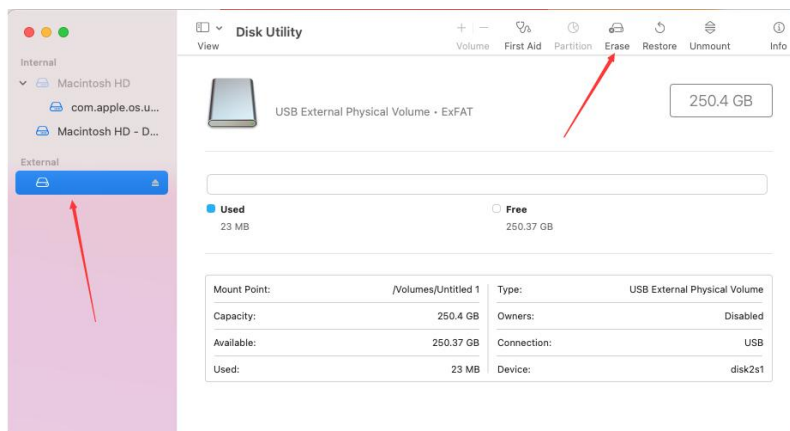 Disk Utility
View
Volume First Aid Partition Erase Restore Unmount Info
Internal
Macintosh HD
com.apple.os.u...
Macintosh HD - D...
External
USB External Physical Volume • ExFAT
250.4 GB
Used
23 MB
Free
250.37 GB
Mount Point: /Volumes/Untitled 1
Type: USB External Physical Volume
Capacity: 250.4 GB
Owners: Disabled
Available: 250.37 GB
Connection: USB
Used: 23 MB
Device: disk2s1